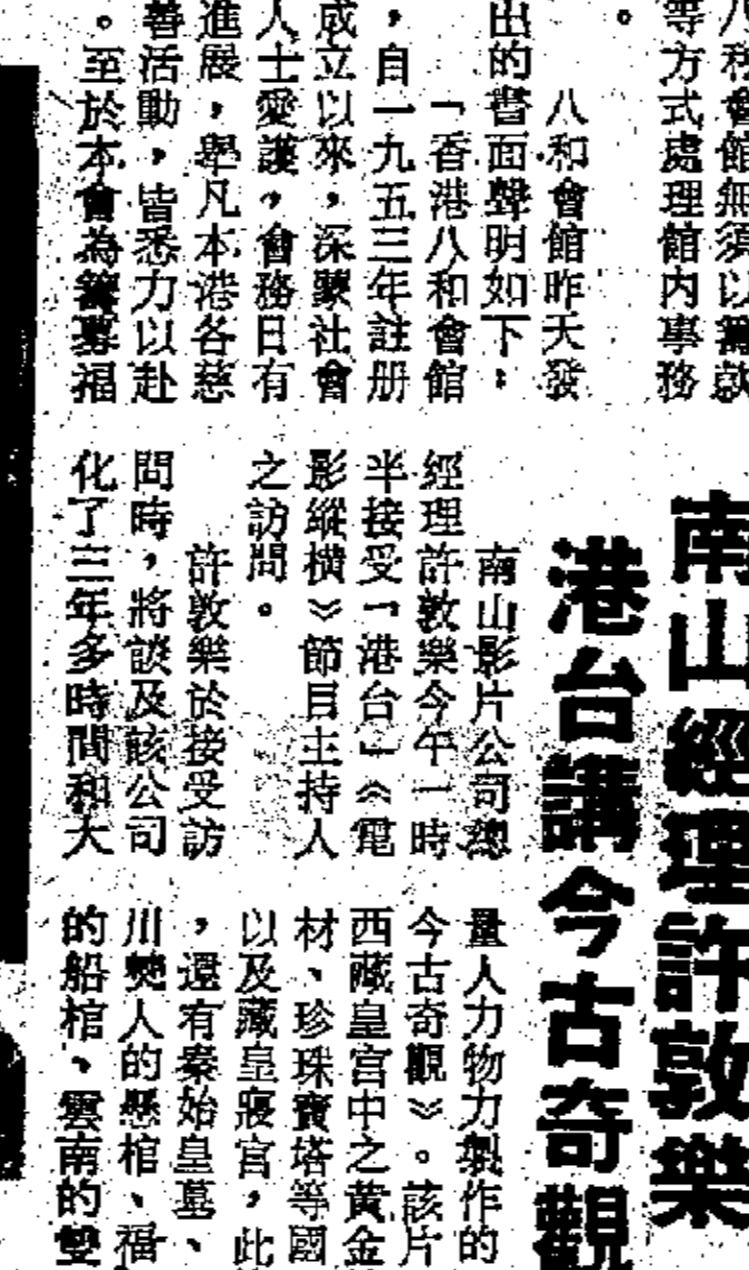 八和會館無須以籌款
等方式處理館內事務
。
八和會館昨天發
出的書面聲明如下：
「香港八和會館
，自一九五三年註册
成立以來，深蒙社會
人士愛護，會務日有
進展，舉凡本港各慈
善活動，皆悉力以赴
。至於本會為籌募福
南山經理許敦樂
港台講今古奇觀
南山影片公司總
經理許敦樂今午一時
半接受「港台」《電
影縱橫》節目主持人
之訪問。
許敦樂於接受訪
問時，將談及該公司
化了三年多時間和大
量人力物力製作的
今古奇觀》。該片
西藏皇宮中之黃金
材、珍珠寶塔等國
以及藏皇寢宮，此
，還有秦始皇墓、
川僰人的懸棺、福
的船棺、雲南的雙